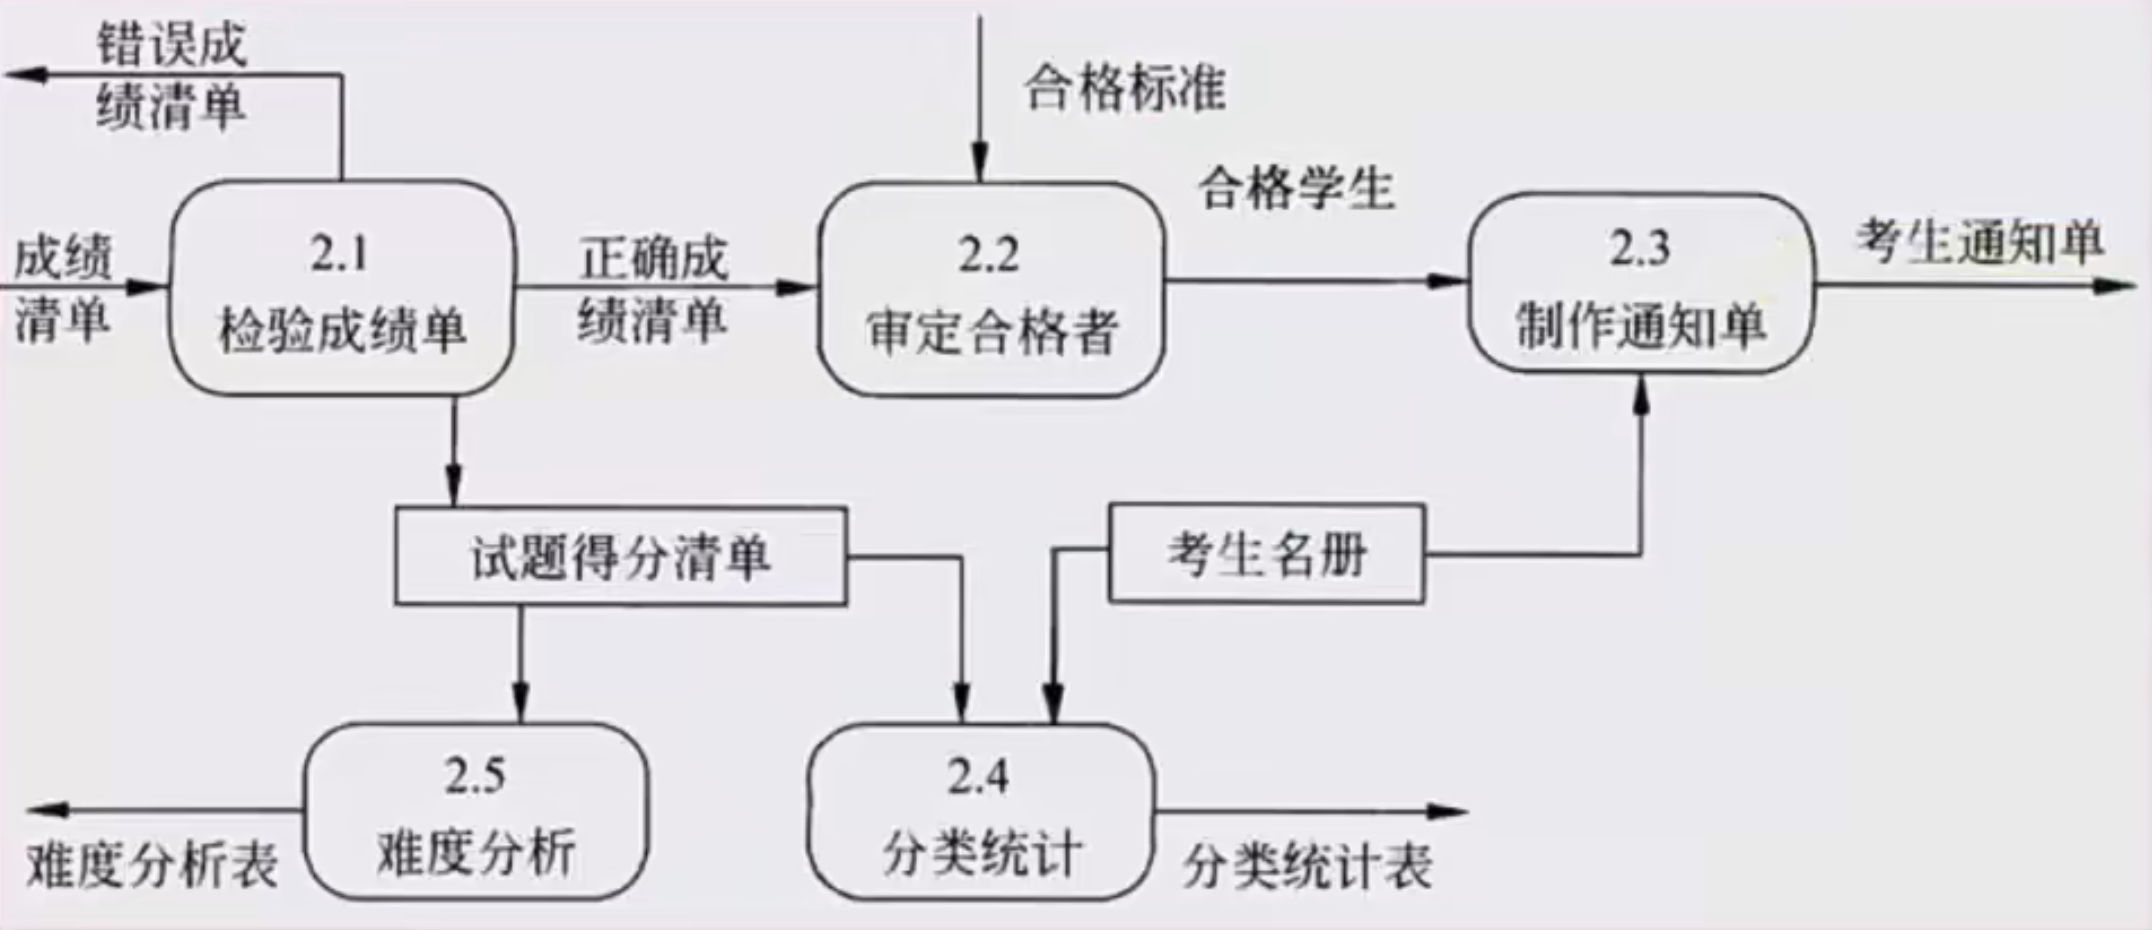 错误成
绩清单
合格标准
合格学生
成绩
清单
2.1
检验成绩单
正确成
绩清单
2.2
审定合格者
2.3
制作通知单
考生通知单
试题得分清单
考生名册
2.5
难度分析
难度分析表
2.4
分类统计
分类统计表